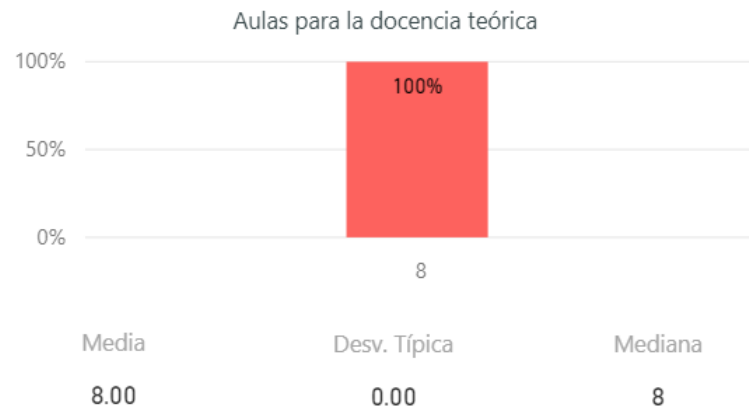 Aulas para la docencia teórica
100%
100%
50%
0%
8
Media Desv. Típica Mediana
8.00 0.00 8